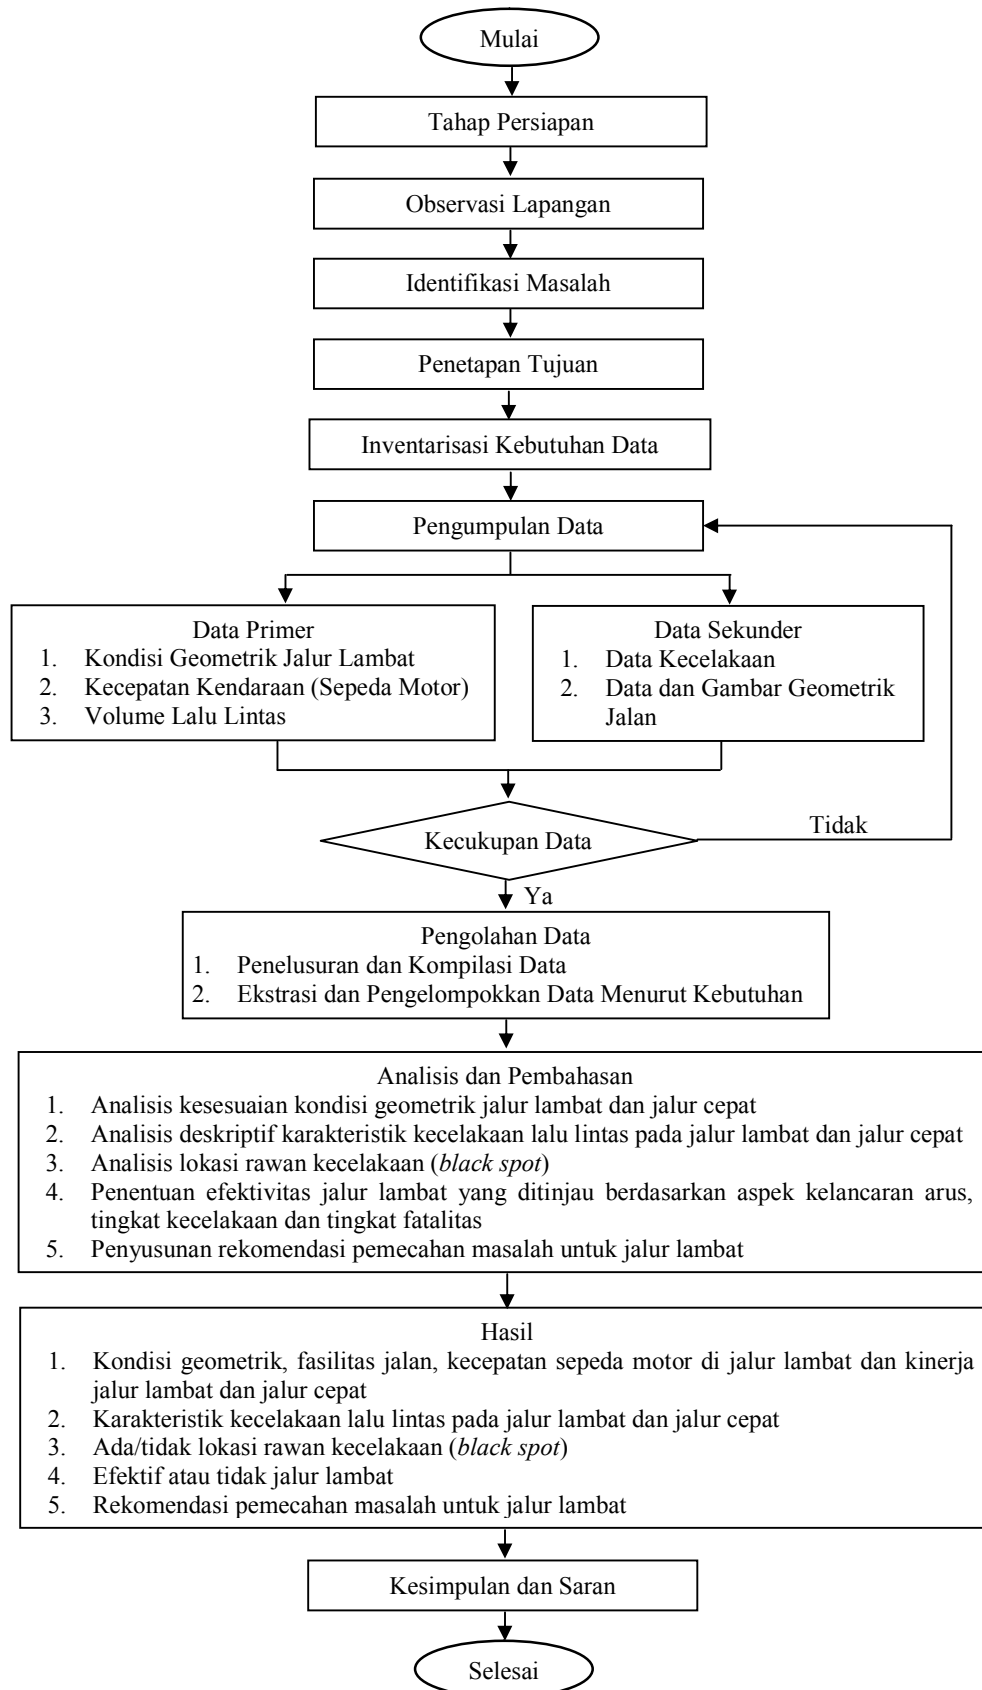 Mulai
Tahap Persiapan
Observasi Lapangan
Identifikasi Masalah
Penetapan Tujuan
Inventarisasi Kebutuhan Data
Pengumpulan Data
Data Primer
1. Kondisi Geometrik Jalur Lambat
2. Kecepatan Kendaraan (Sepeda Motor)
3. Volume Lalu Lintas
Data Sekunder
1. Data Kecelakaan
2. Data dan Gambar Geometrik
Jalan
Kecukupan Data
Tidak
Ya
Pengolahan Data
1. Penelusuran dan Kompilasi Data
2. Ekstrasi dan Pengelompokkan Data Menurut Kebutuhan
Analisis dan Pembahasan
1. Analisis kesesuaian kondisi geometrik jalur lambat dan jalur cepat
2. Analisis deskriptif karakteristik kecelakaan lalu lintas pada jalur lambat dan jalur cepat
3. Analisis lokasi rawan kecelakaan (black spot)
4. Penentuan efektivitas jalur lambat yang ditinjau berdasarkan aspek kelancaran arus,
tingkat kecelakaan dan tingkat fatalitas
5. Penyusunan rekomendasi pemecahan masalah untuk jalur lambat
Hasil
1. Kondisi geometrik, fasilitas jalan, kecepatan sepeda motor di jalur lambat dan kinerja
jalur lambat dan jalur cepat
2. Karakteristik kecelakaan lalu lintas pada jalur lambat dan jalur cepat
3. Ada/tidak lokasi rawan kecelakaan (black spot)
4. Efektif atau tidak jalur lambat
5. Rekomendasi pemecahan masalah untuk jalur lambat
Kesimpulan dan Saran
Selesai